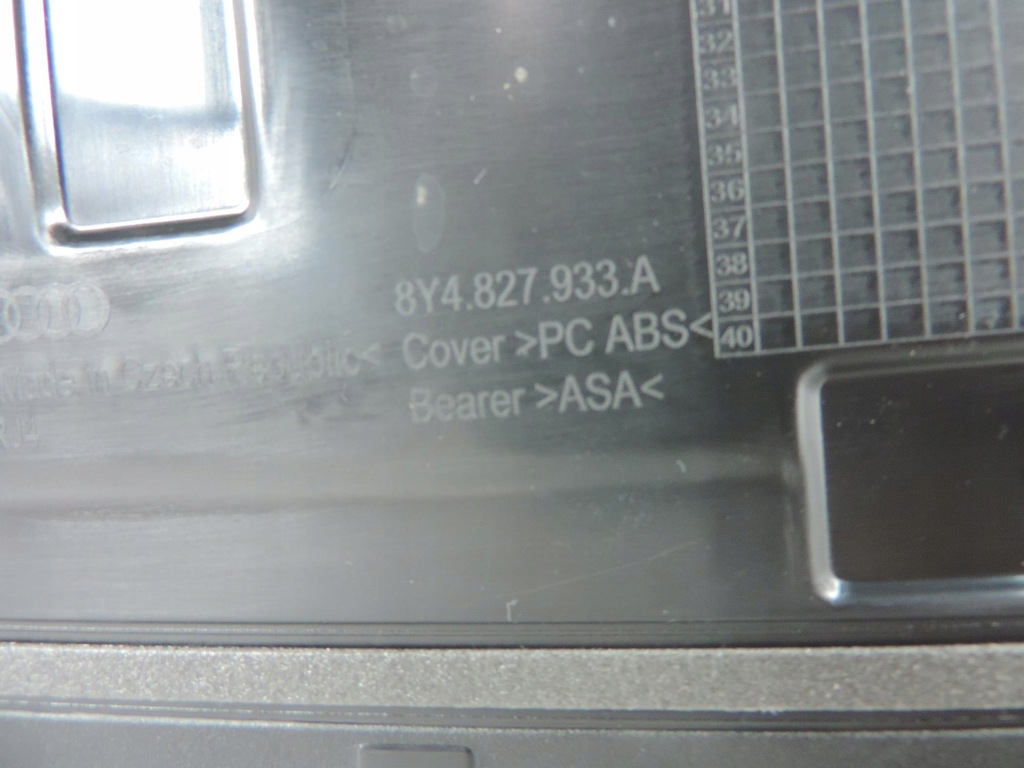 31
32
33
34
35
36
37
38
39
40
8Y4.827.933.A
Cover >PC ABS<
Bearer >ASA<
Made in Czech Republic<